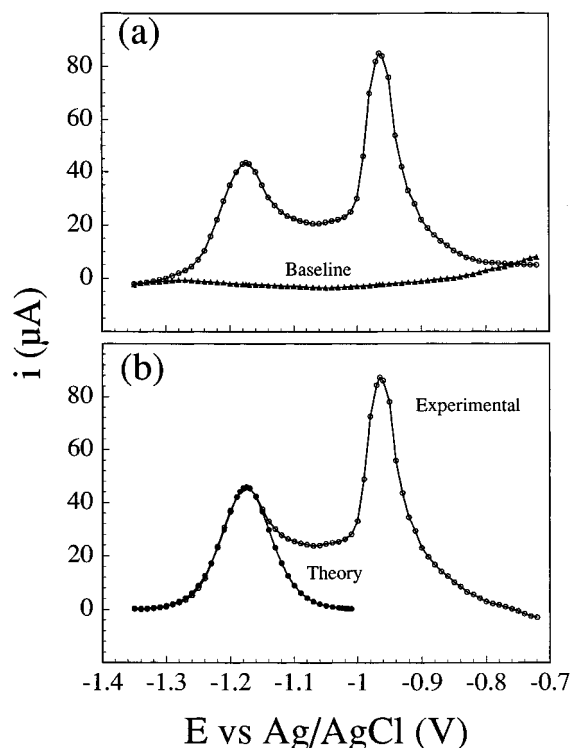 (a)
80
60
40
20
0
Baseline
i (µA)
(b)
80
60
40
20
0
Experimental
Theory
-1.4 -1.3 -1.2 -1.1 -1 -0.9 -0.8 -0.7
E vs Ag/AgCl (V)